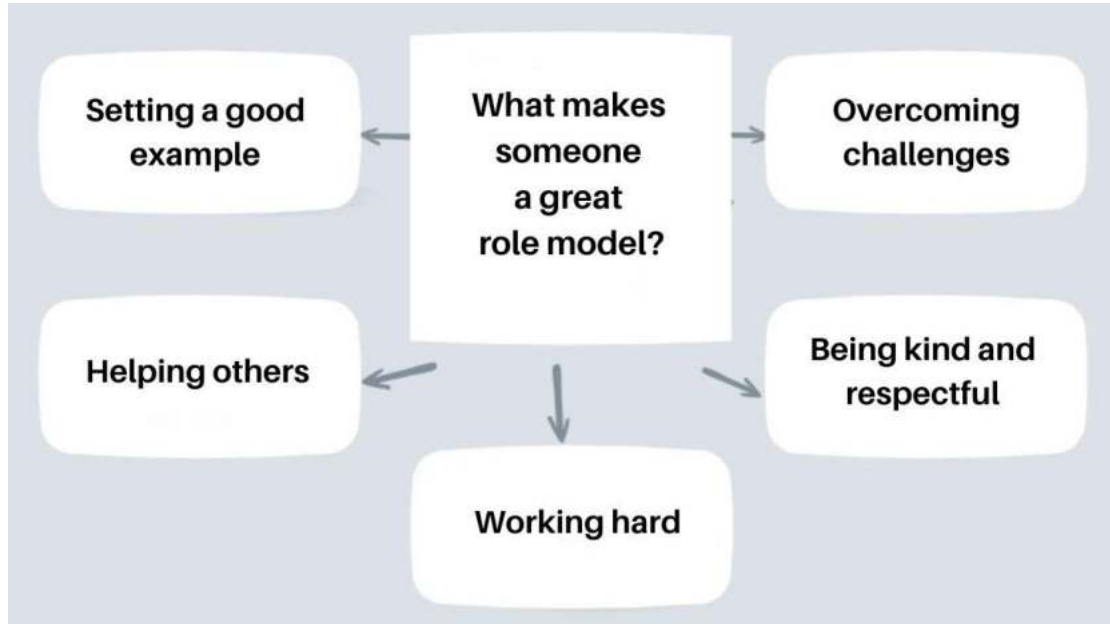 What makes
someone
a great
role model?
Setting a good
example
Overcoming
challenges
Helping others
Being kind and
respectful
Working hard